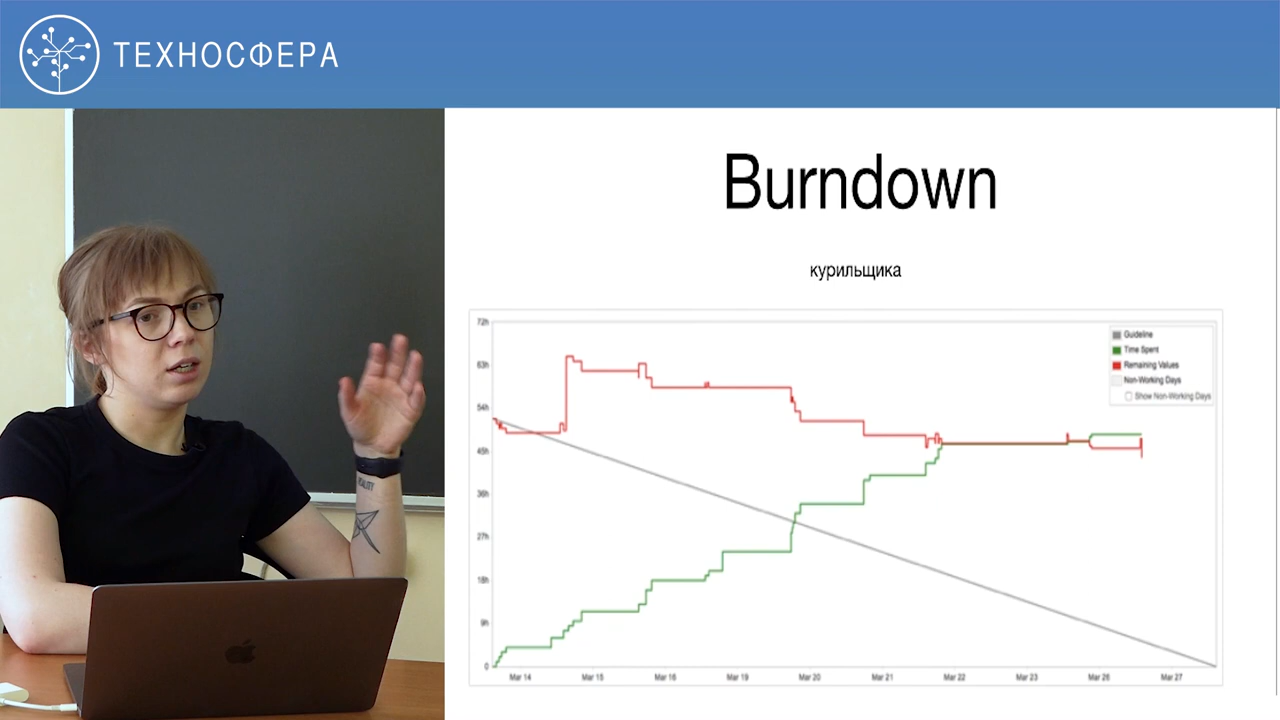 ТЕХНОСФЕРА
Burndown
курильщика
72h
63h
54h
45h
36h
27h
18h
9h
0
Guideline
Time Spent
Remaining Values
Non-Working Days
Show Non-Working Days
Mar 14
Mar 15
Mar 18
Mar 19
Mar 20
Mar 21
Mar 22
Mar 23
Mar 26
Mar 27